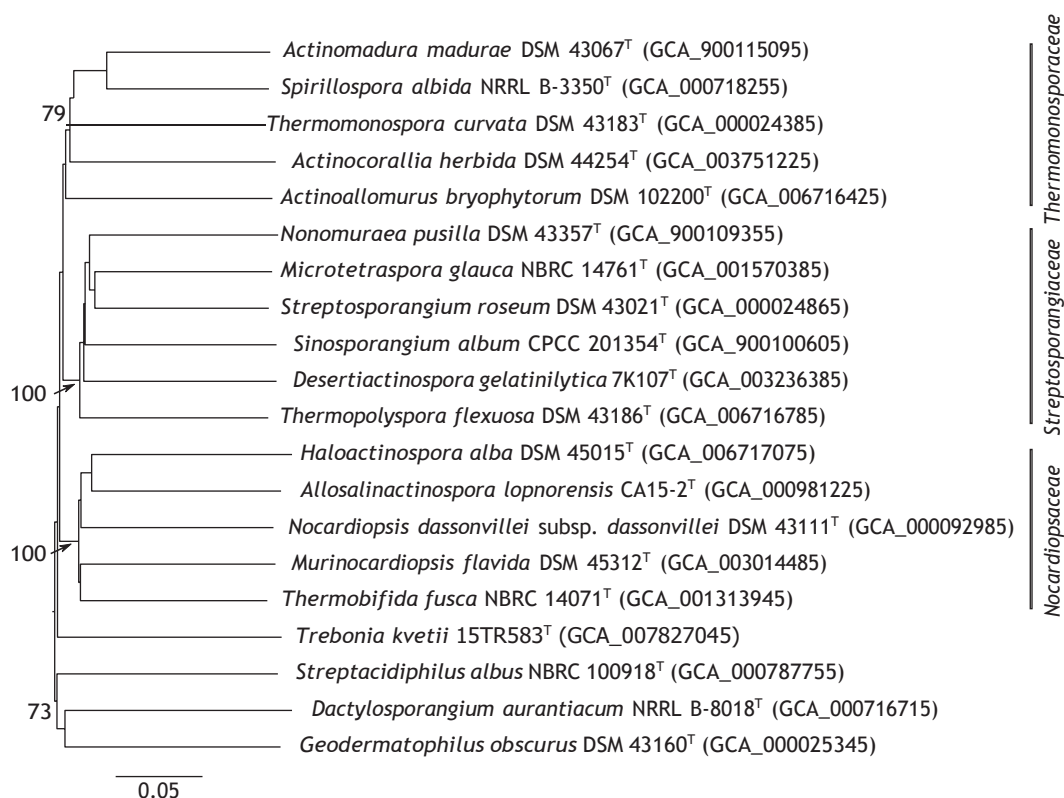 Actinomadura madurae DSM 43067ᵀ (GCA_900115095)
Spirillospora albida NRRL B-3350ᵀ (GCA_000718255)
79
Thermomonospora curvata DSM 43183ᵀ (GCA_000024385)
Actinocorallia herbida DSM 44254ᵀ (GCA_003751225)
Actinoallomurus bryophytorum DSM 102200ᵀ (GCA_006716425)
Thermomonosporaceae
Nonomuraea pusilla DSM 43357ᵀ (GCA_900109355)
Microtetraspora glauca NBRC 14761ᵀ (GCA_001570385)
Streptosporangium roseum DSM 43021ᵀ (GCA_000024865)
Sinosporangium album CPCC 201354ᵀ (GCA_900100605)
Desertiactinospora gelatinilytica 7K107ᵀ (GCA_003236385)
100
Thermopolyspora flexuosa DSM 43186ᵀ (GCA_006716785)
Streptosporangiaceae
Haloactinospora alba DSM 45015ᵀ (GCA_006717075)
Allosalinactinospora lopnorensis CA15-2ᵀ (GCA_000981225)
Nocardiopsis dassonvillei subsp. dassonvillei DSM 43111ᵀ (GCA_000092985)
100
Murinocardiopsis flavida DSM 45312ᵀ (GCA_003014485)
Thermobifida fusca NBRC 14071ᵀ (GCA_001313945)
Nocardiopsaceae
Trebonia kvetii 15TR583ᵀ (GCA_007827045)
Streptacidiphilus albus NBRC 100918ᵀ (GCA_000787755)
73
Dactylosporangium aurantiacum NRRL B-8018ᵀ (GCA_000716715)
Geodermatophilus obscurus DSM 43160ᵀ (GCA_000025345)
0.05